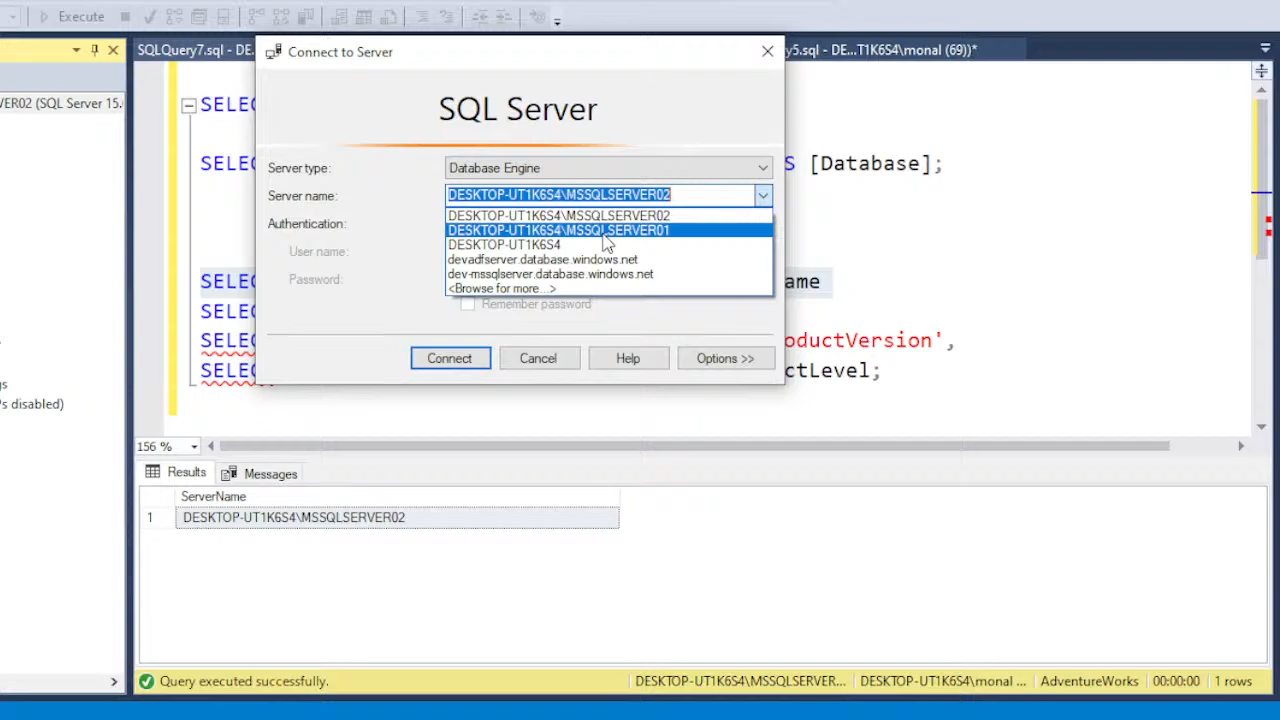 Execute
SQLQuery7.sql - DE...
y5.sql - DE...T1K6S4\monal (69))*
Connect to Server
ER02 (SQL Server 15.
SQL Server
SELEC
SELEC
S [Database];
Server type:
Database Engine
Server name:
DESKTOP-UT1K6S4\MSSQLSERVER02
DESKTOP-UT1K6S4\MSSQLSERVER02
Authentication:
DESKTOP-UT1K6S4\MSSQLSERVER01
DESKTOP-UT1K6S4
User name:
devadfserver.database.windows.net
Password:
dev-mssqlserver.database.windows.net
<Browse for more...>
Remember password
SELEC
ame
SELEC
SELEC
oductVersion',
SELEC
ctLevel;
Connect
Cancel
Help
Options >>
gs
's disabled)
156 %
Results
Messages
ServerName
1
DESKTOP-UT1K6S4\MSSQLSERVER02
Query executed successfully.
DESKTOP-UT1K6S4\MSSQLSERVER...
DESKTOP-UT1K6S4\monal ...
AdventureWorks
00:00:00
1 rows